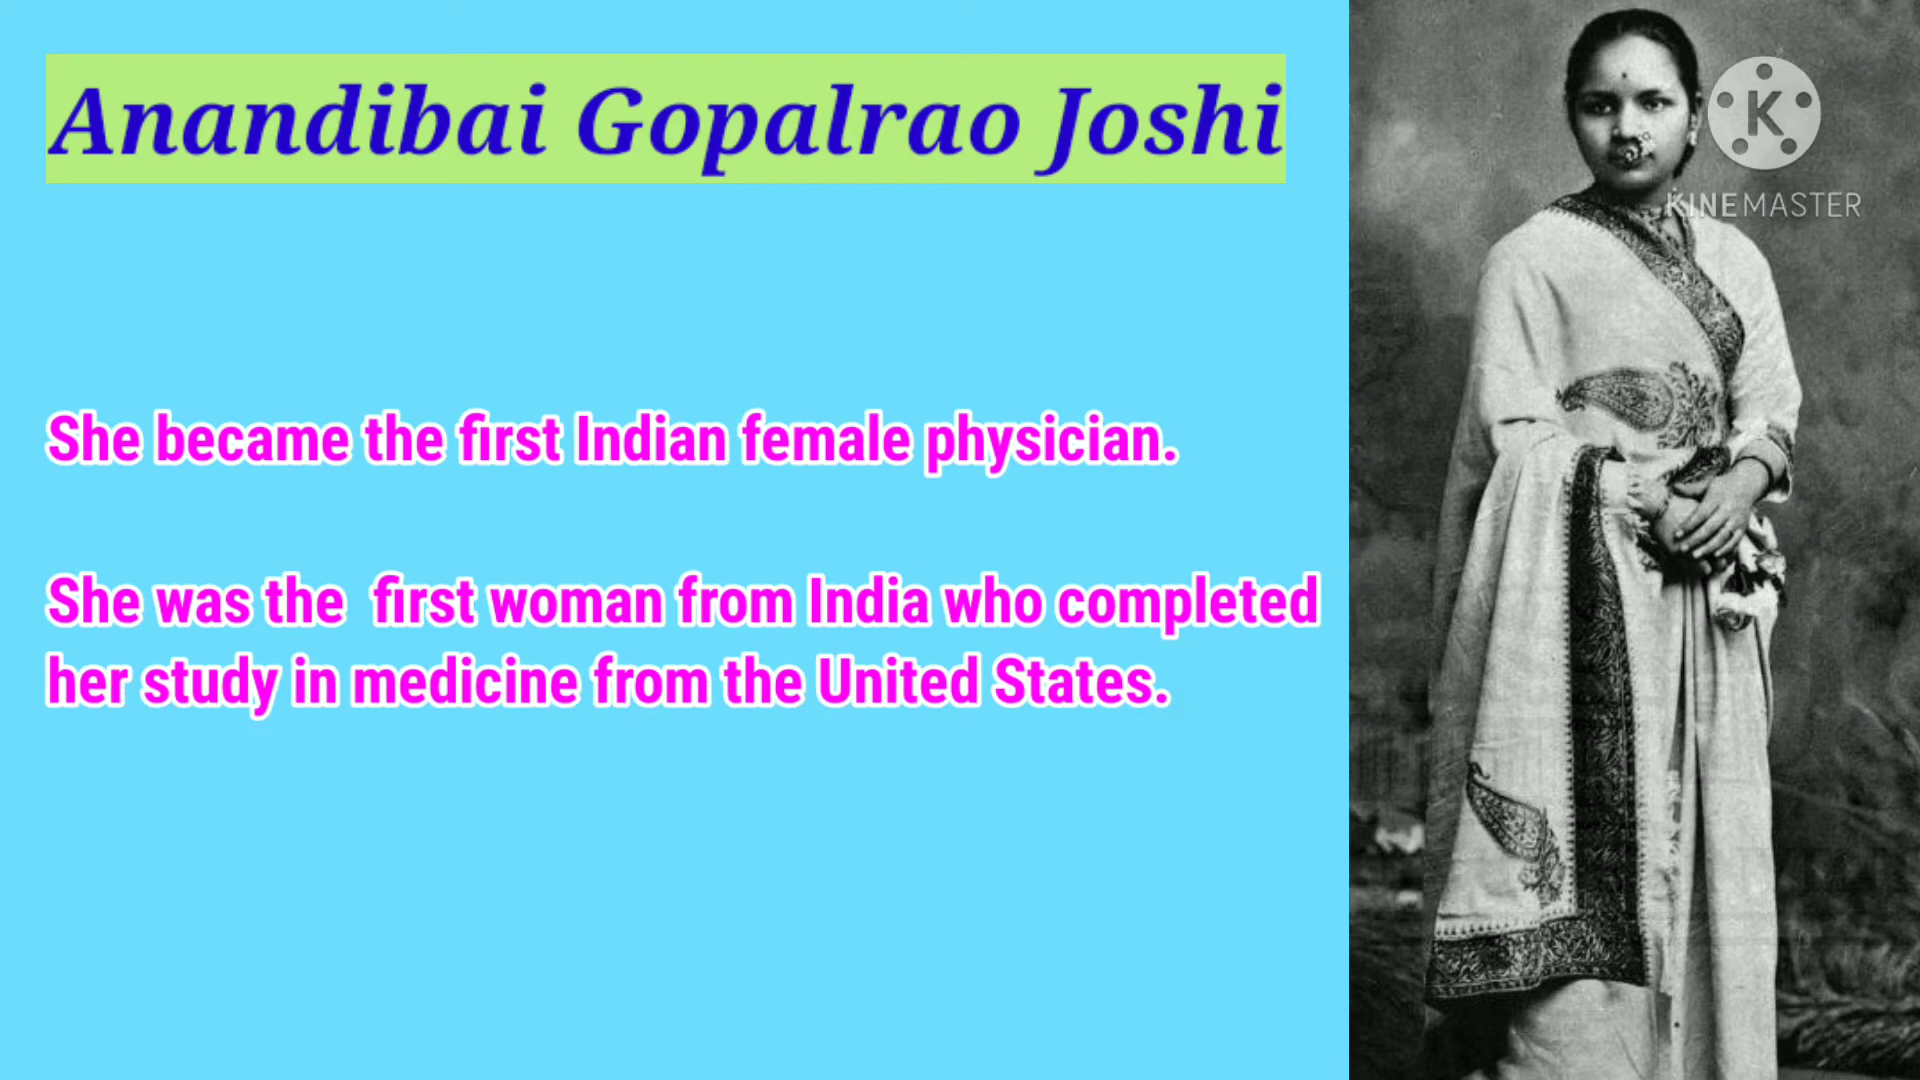 Anandibai Gopalrao Joshi
She became the first Indian female physician.
She was the first woman from India who completed
her study in medicine from the United States.
K
KINEMASTER